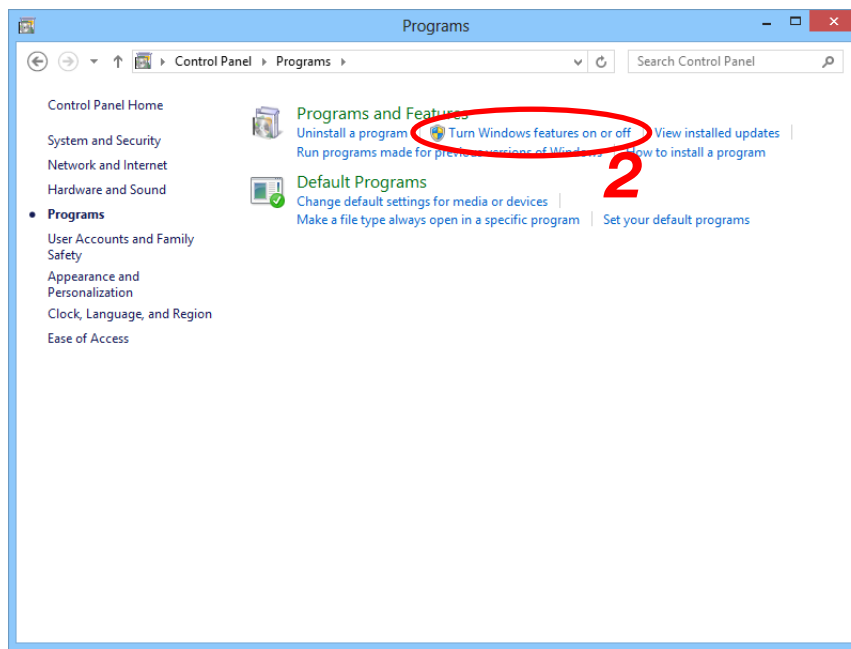 Programs
Control Panel Programs
Search Control Panel
Control Panel Home
System and Security
Network and Internet
Hardware and Sound
Programs
User Accounts and Family
Safety
Appearance and
Personalization
Clock, Language, and Region
Ease of Access
Programs and Features
Uninstall a program Turn Windows features on or off View installed updates
Run programs made for previous versions of Windows How to install a program
2
Default Programs
Change default settings for media or devices
Make a file type always open in a specific program Set your default programs